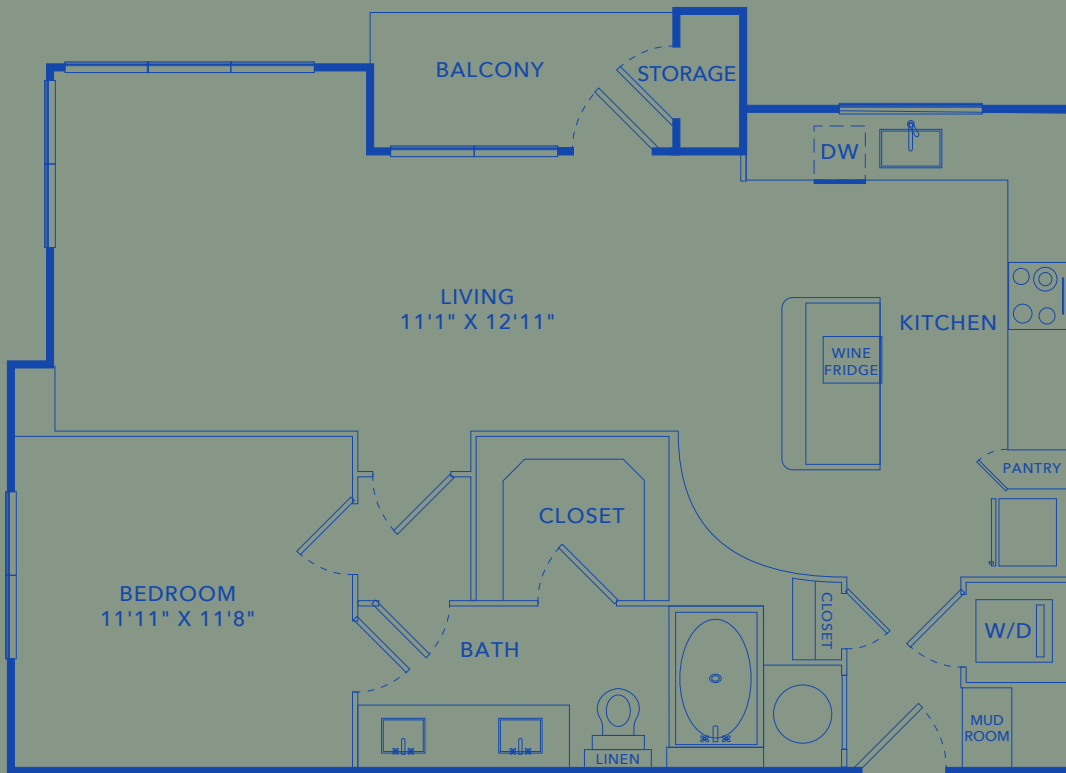 BALCONY
STORAGE
DW
LIVING
11'1" X 12'11"
KITCHEN
WINE
FRIDGE
PANTRY
CLOSET
BEDROOM
11'11" X 11'8"
CLOSET
W/D
BATH
MUD
ROOM
LINEN